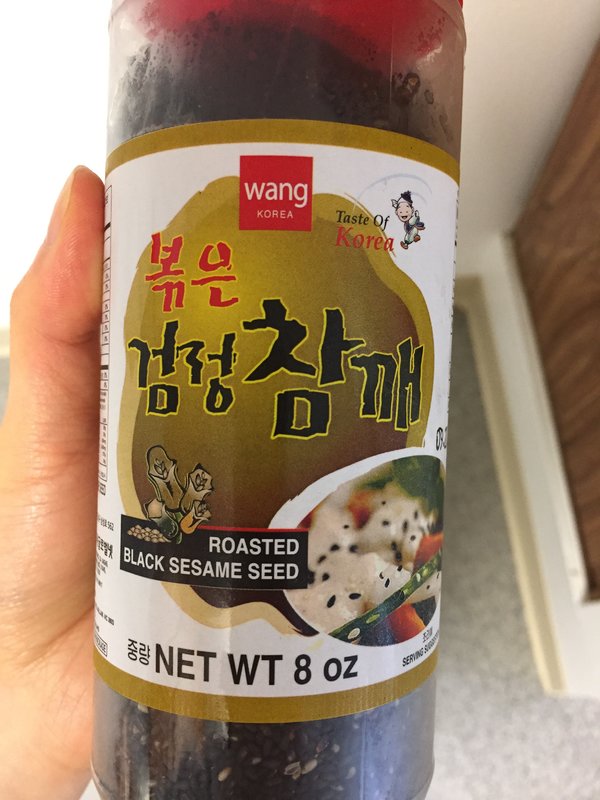 wang
KOREA
Taste Of
Korea
볶은
검정참깨
ROASTED
BLACK SESAME SEED
중량 NET WT 8 oz